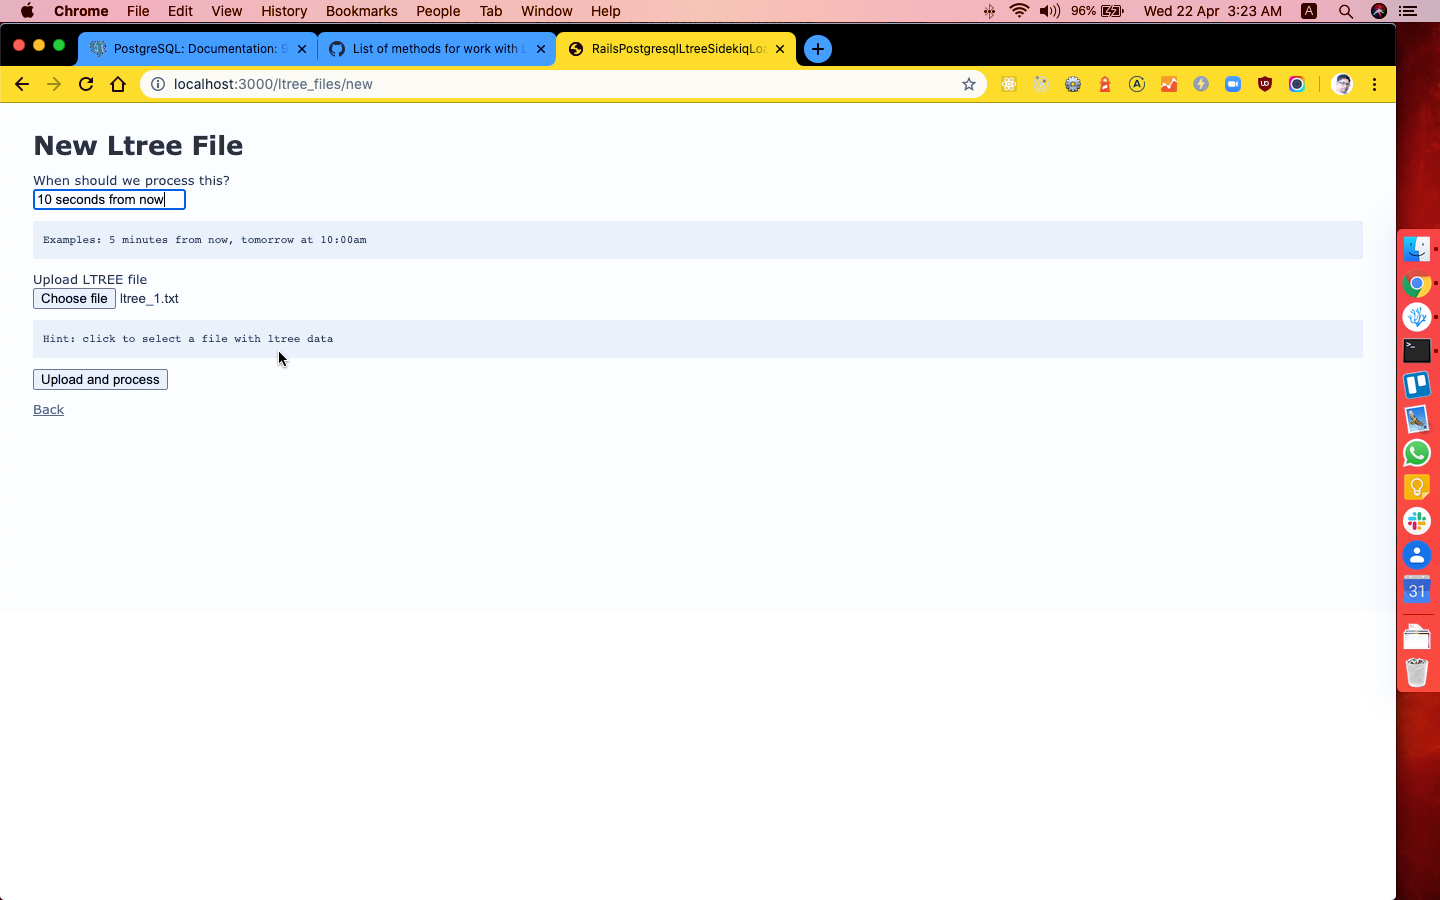 Chrome File Edit View History Bookmarks People Tab Window Help 96% Wed 22 Apr 3:23 AM A
PostgreSQL: Documentation: 9 List of methods for work with L RailsPostgresqlLtreeSidekiqLoa
localhost:3000/ltree_files/new
New Ltree File
When should we process this?
10 seconds from now
Examples: 5 minutes from now, tomorrow at 10:00am
Upload LTREE file
Choose file ltree_1.txt
Hint: click to select a file with ltree data
Upload and process
Back
31